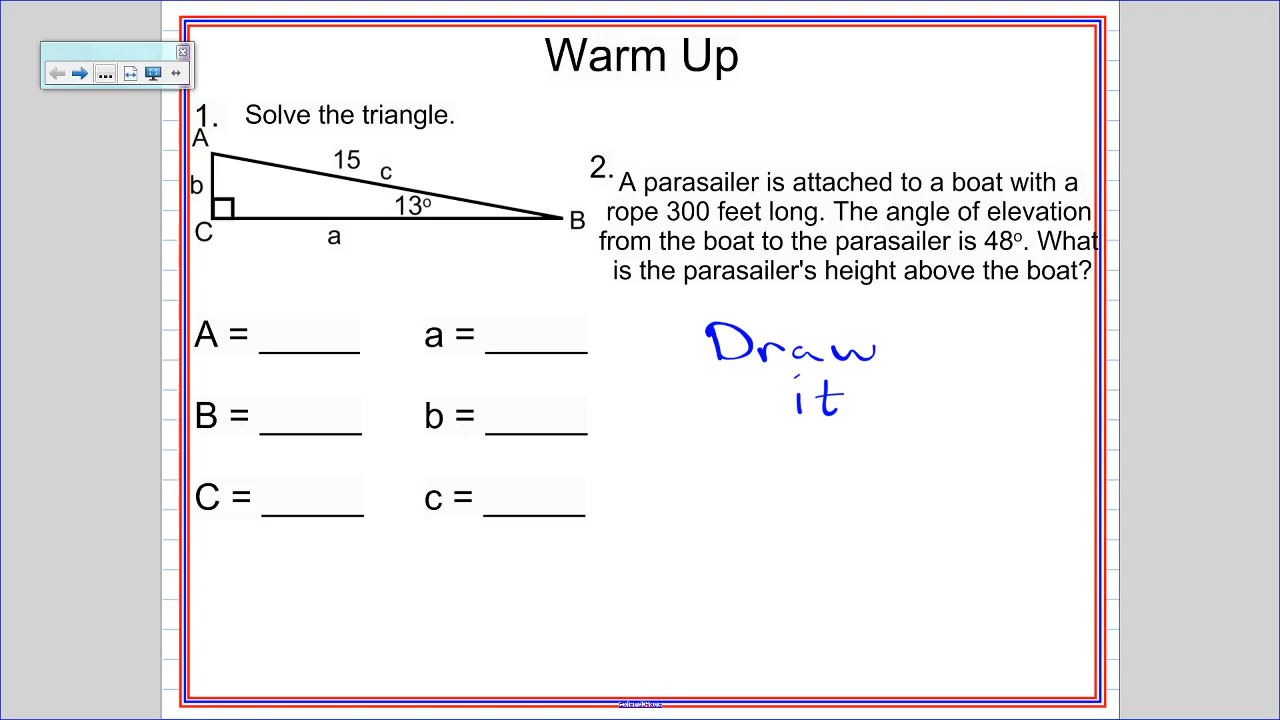 Warm Up
1. Solve the triangle.
A
15
c
b
13°
C
B
a
2. A parasailer is attached to a boat with a
rope 300 feet long. The angle of elevation
from the boat to the parasailer is 48°. What
is the parasailer's height above the boat?
Draw
it
A = ______ a = ______
B = ______ b = ______
C = ______ c = ______